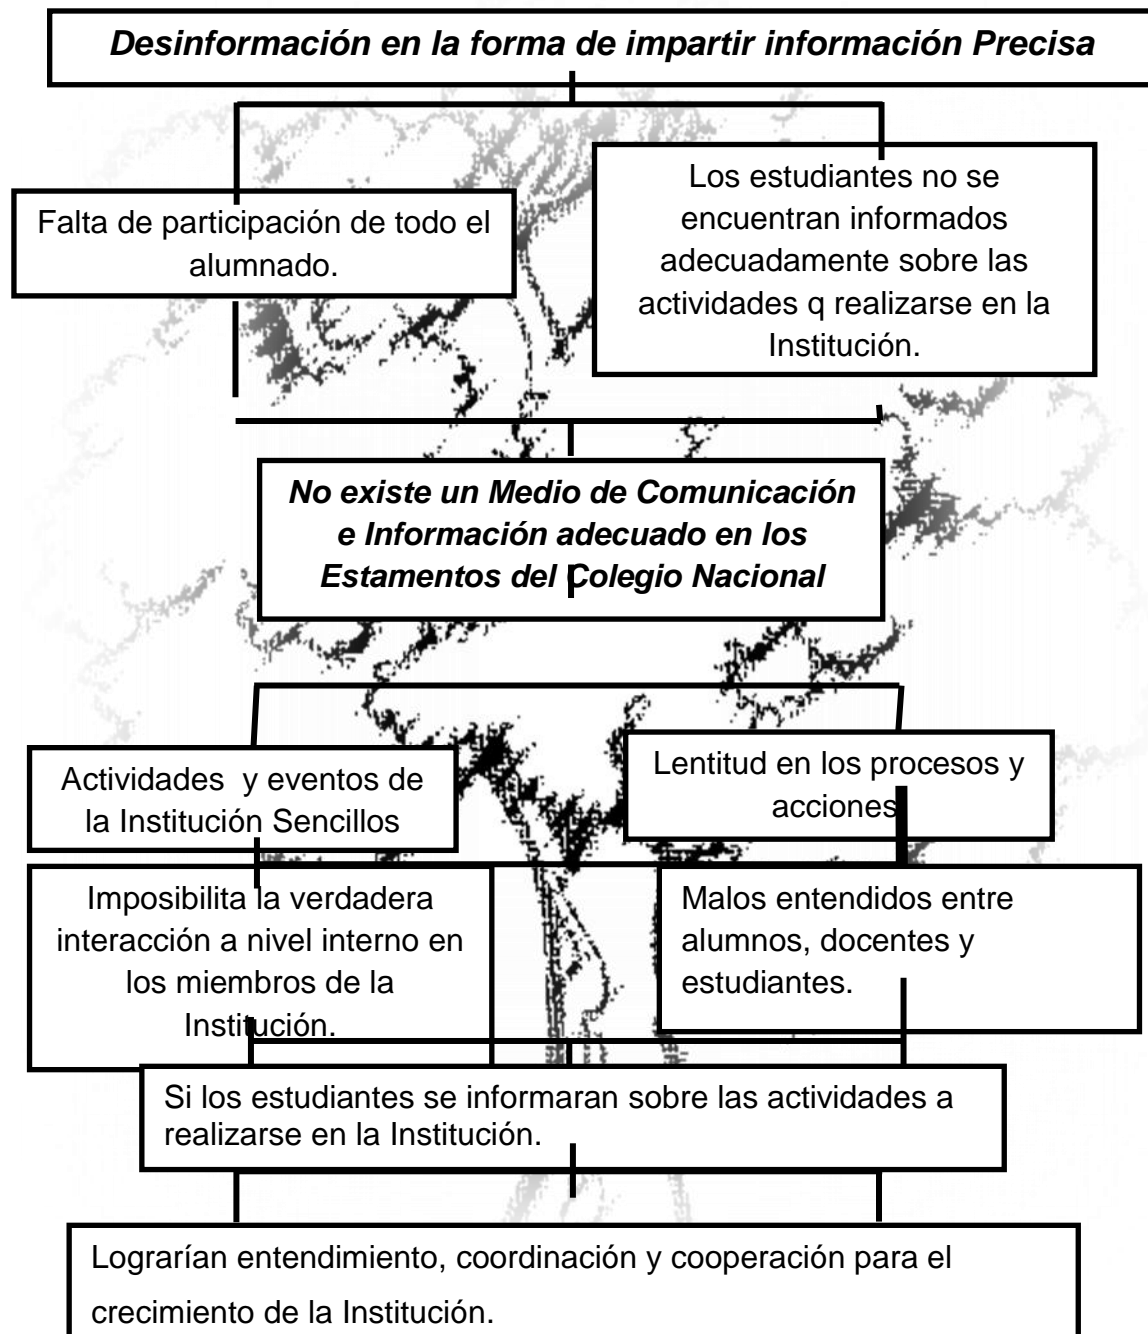 Desinformación en la forma de impartir información Precisa
Falta de participación de todo el
alumnado.
Los estudiantes no se
encuentran informados
adecuadamente sobre las
actividades q realizarse en la
Institución.
No existe un Medio de Comunicación
e Información adecuado en los
Estamentos del Colegio Nacional
Actividades y eventos de
la Institución Sencillos
Lentitud en los procesos y
acciones
Imposibilita la verdadera
interacción a nivel interno en
los miembros de la
Institución.
Malos entendidos entre
alumnos, docentes y
estudiantes.
Si los estudiantes se informaran sobre las actividades a
realizarse en la Institución.
Lograrían entendimiento, coordinación y cooperación para el
crecimiento de la Institución.